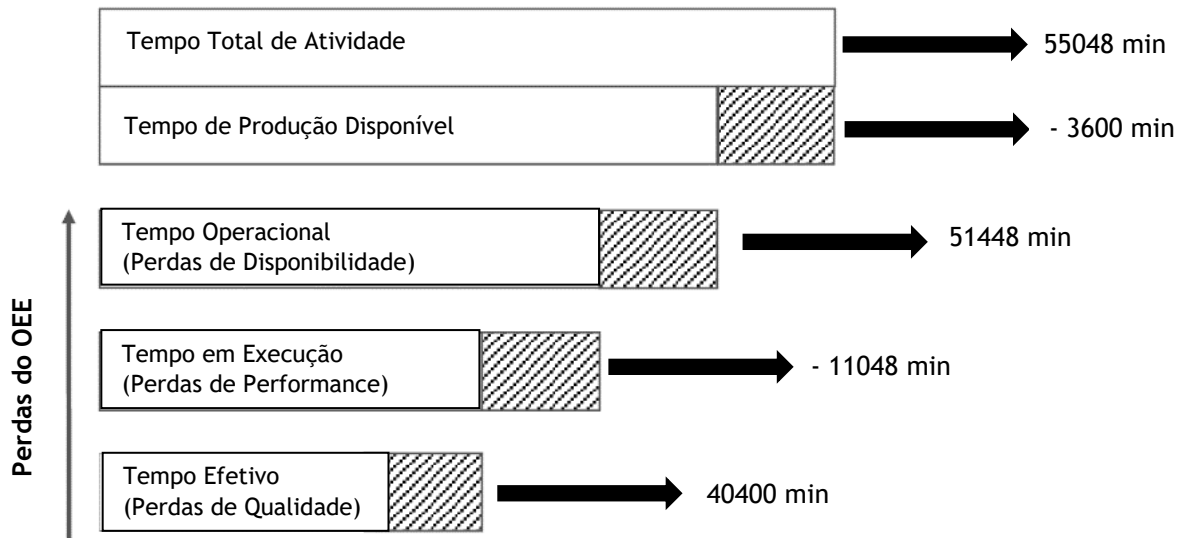 Tempo Total de Atividade
55048 min
Tempo de Produção Disponível
- 3600 min
Tempo Operacional
(Perdas de Disponibilidade)
51448 min
Tempo em Execução
(Perdas de Performance)
- 11048 min
Tempo Efetivo
(Perdas de Qualidade)
40400 min
Perdas do OEE